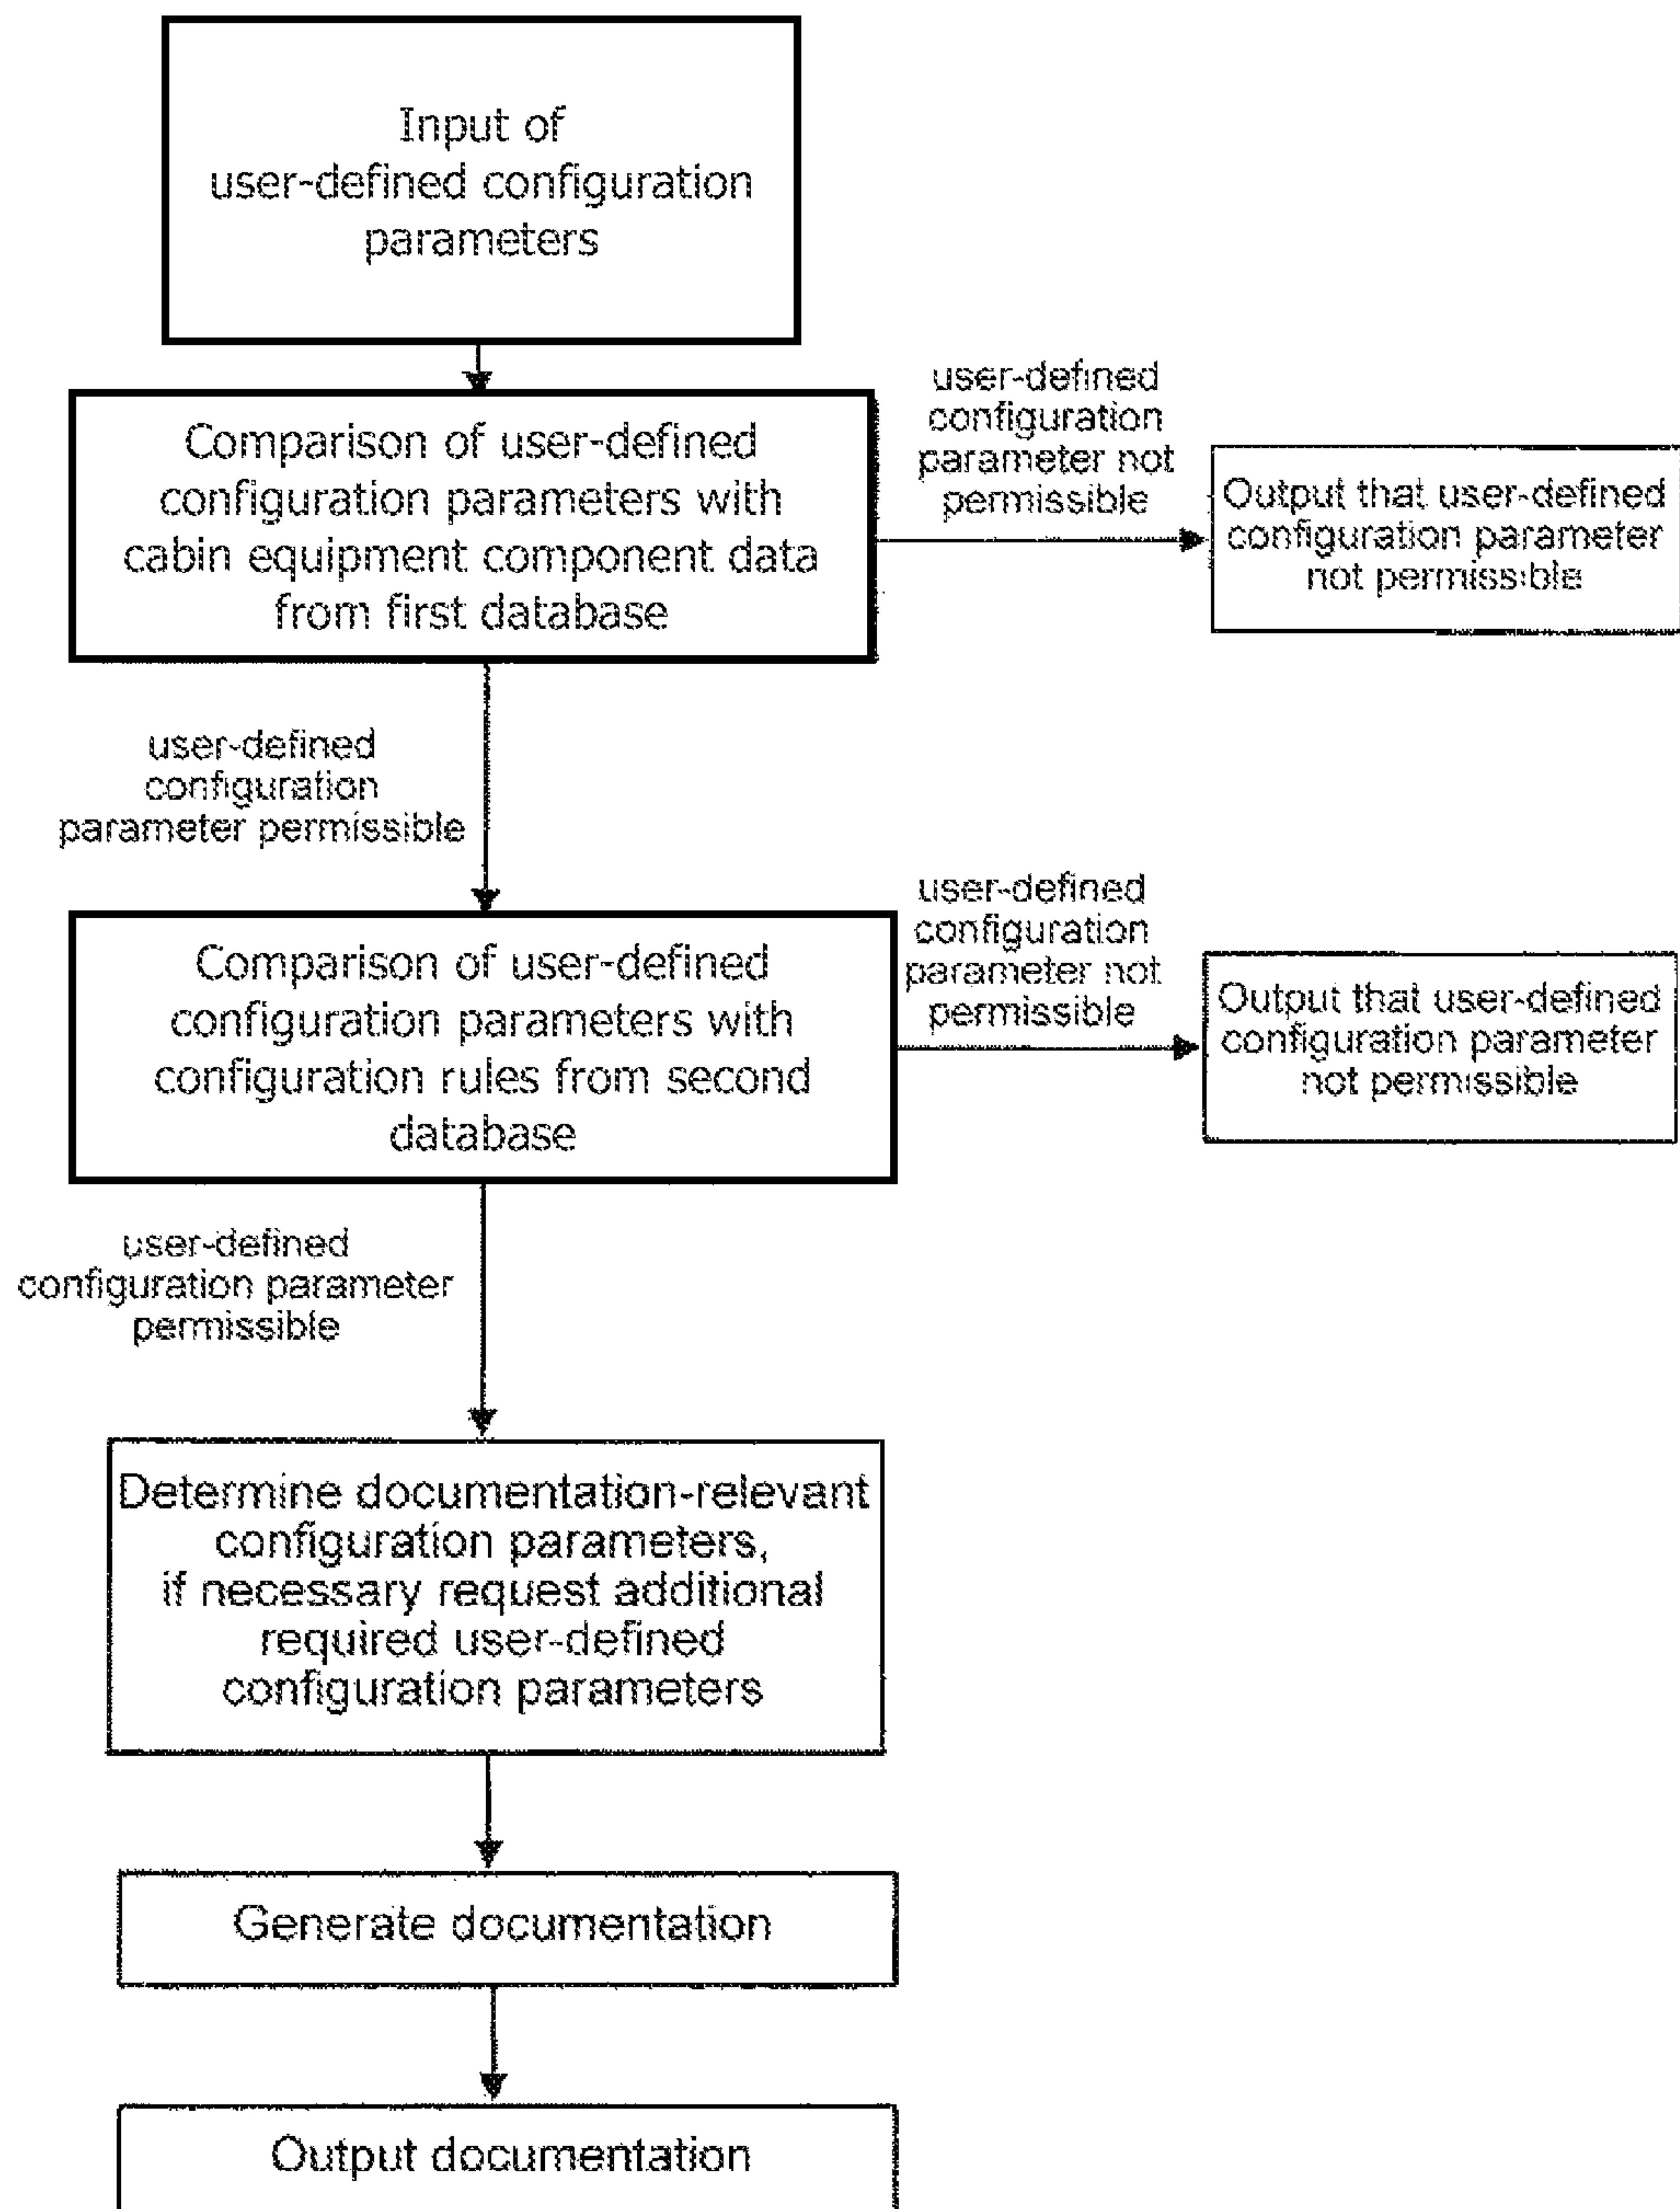 Input of
user-defined configuration
parameters
Comparison of user-defined
configuration parameters with
cabin equipment component data
from first database
user-defined
configuration
parameter not
permissible
Output that user-defined
configuration parameter
not permissible
user-defined
configuration
parameter permissible
Comparison of user-defined
configuration parameters with
configuration rules from second
database
user-defined
configuration
parameter not
permissible
Output that user-defined
configuration parameter
not permissible
user-defined
configuration parameter
permissible
Determine documentation-relevant
configuration parameters,
if necessary request additional
required user-defined
configuration parameters
Generate documentation
Output documentation